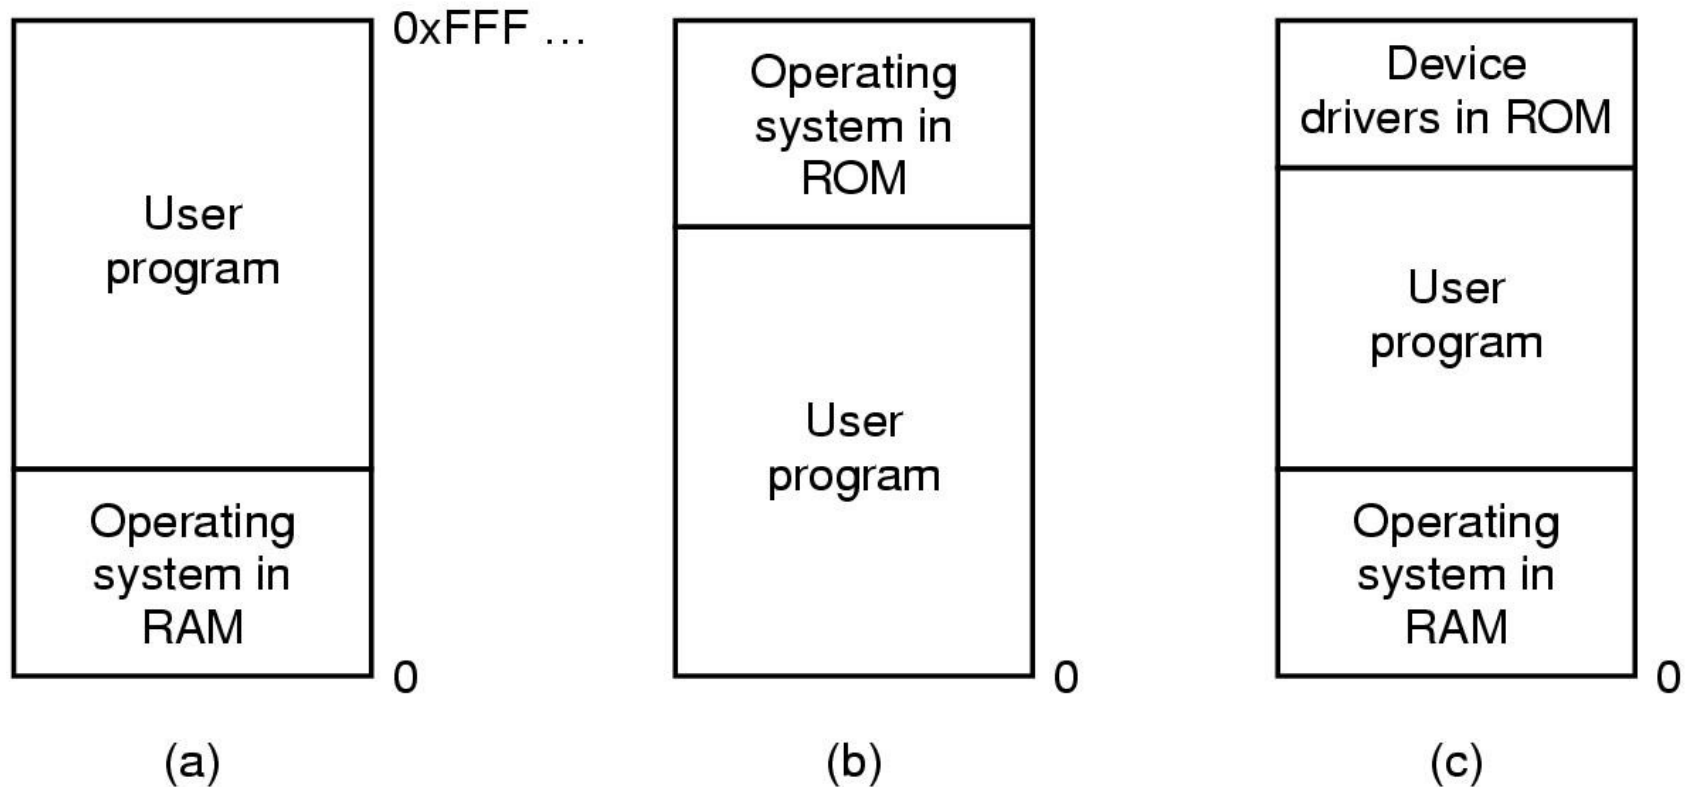 0xFFF ...
User
program
Operating
system in
RAM
0
(a)
Operating
system in
ROM
User
program
0
(b)
Device
drivers in ROM
User
program
Operating
system in
RAM
0
(c)